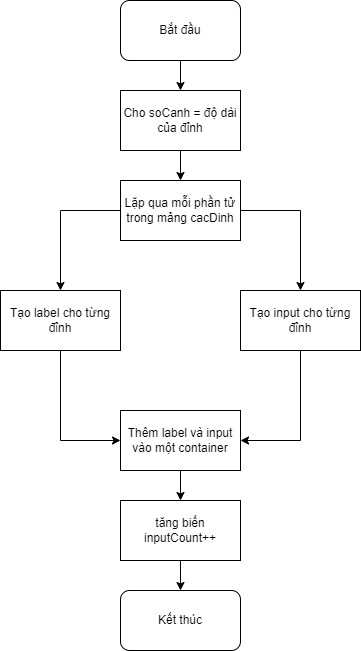 Bắt đầu
Cho soCanh = độ dài
của đỉnh
Lặp qua mỗi phần tử
trong mảng cacDinh
Tạo label cho từng
đỉnh
Tạo input cho từng
đỉnh
Thêm label và input
vào một container
tăng biến
inputCount++
Kết thúc